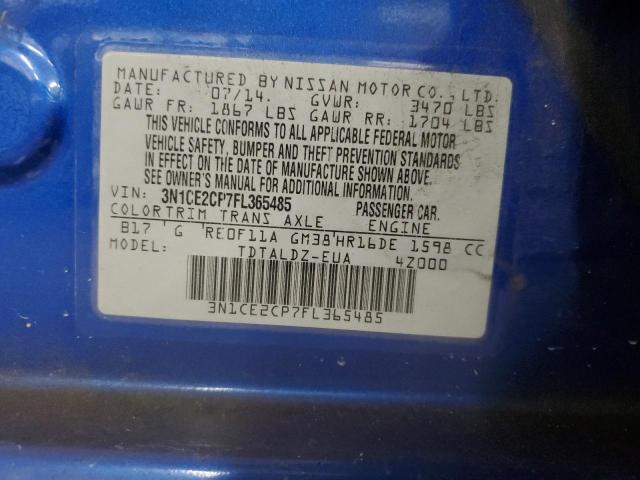 MANUFACTURED BY NISSAN MOTOR CO., LTD.
DATE: 07/14. GVWR: 3470 LBS
GAWR FR: 1867 LBS GAWR RR: 1704 LBS
THIS VEHICLE CONFORMS TO ALL APPLICABLE FEDERAL MOTOR
VEHICLE SAFETY, BUMPER AND THEFT PREVENTION STANDARDS
IN EFFECT ON THE DATE OF MANUFACTURE SHOWN ABOVE.
SEE OWNER'S MANUAL FOR ADDITIONAL INFORMATION.
VIN: 3N1CE2CP7FL365485 PASSENGER CAR.
COLOR TRIM TRANS AXLE ENGINE
B17 G RE0F11A GM38 HR16DE 1598 CC
MODEL: TDTALDZ-EUA 4Z000
3N1CE2CP7FL365485